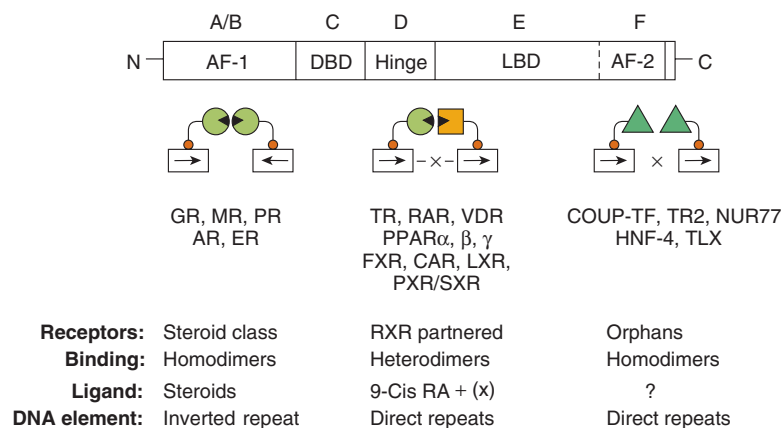 A/B C D E F
N AF-1 DBD Hinge LBD AF-2 C
× ×
GR, MR, PR TR, RAR, VDR COUP-TF, TR2, NUR77
AR, ER PPARα, β, γ HNF-4, TLX
FXR, CAR, LXR,
PXR/SXR
Receptors: Steroid class RXR partnered Orphans
Binding: Homodimers Heterodimers Homodimers
Ligand: Steroids 9-Cis RA + (x) ?
DNA element: Inverted repeat Direct repeats Direct repeats